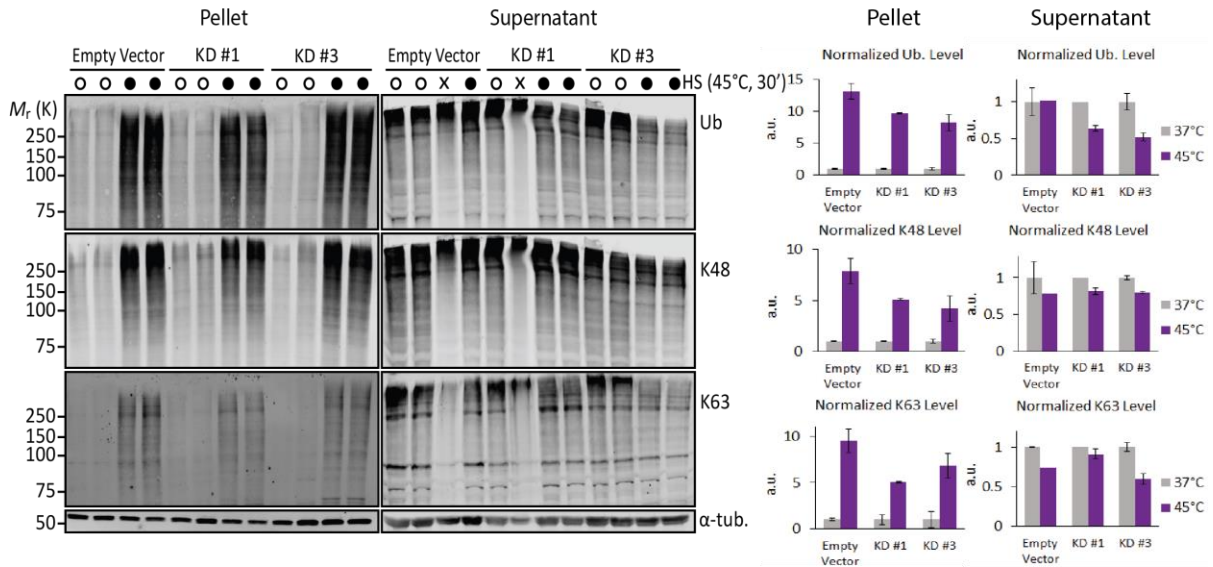 Pellet
Supernatant
Empty Vector KD #1 KD #3
Empty Vector KD #1 KD #3
O O ● ● O O ● ● O O ● ●
O O X ● O X ● ● O O ● ●
HS (45°C, 30’)
Mr (K)
250
150
100
75
Ub
250
150
100
75
K48
250
150
100
75
K63
50
α-tub.
Pellet
Supernatant
Normalized Ub. Level
a.u.
15
10
5
0
Empty Vector KD #1 KD #3
Normalized Ub. Level
a.u.
1
0.5
0
Empty Vector KD #1 KD #3
37°C
45°C
Normalized K48 Level
a.u.
10
5
0
Empty Vector KD #1 KD #3
Normalized K48 Level
a.u.
1
0.5
0
Empty Vector KD #1 KD #3
37°C
45°C
Normalized K63 Level
a.u.
10
5
0
Empty Vector KD #1 KD #3
Normalized K63 Level
a.u.
1
0.5
0
Empty Vector KD #1 KD #3
37°C
45°C